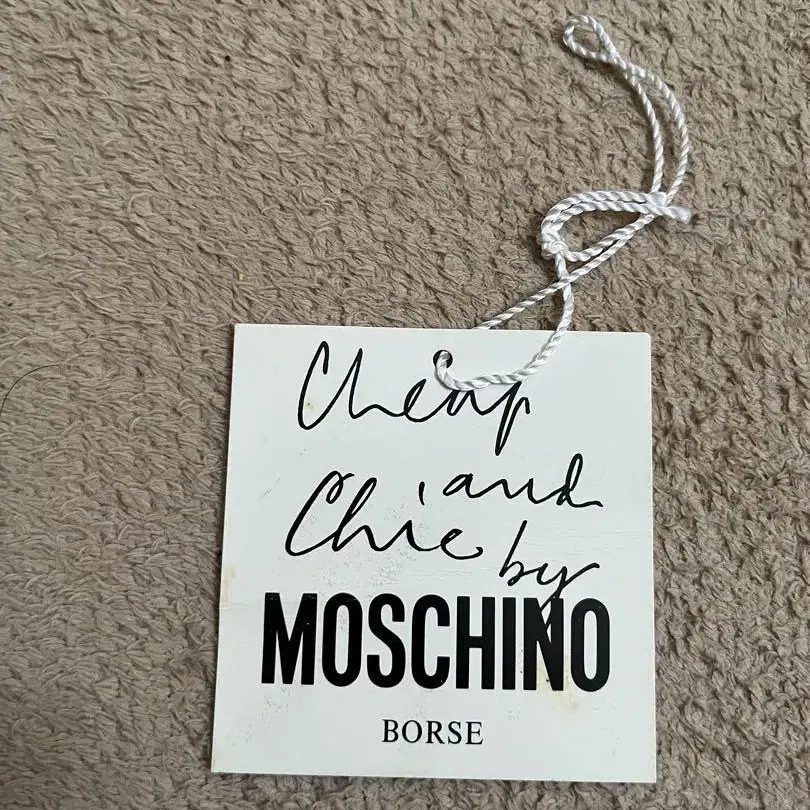 Cheap
and
Chic
by
MOSCHINO
BORSE